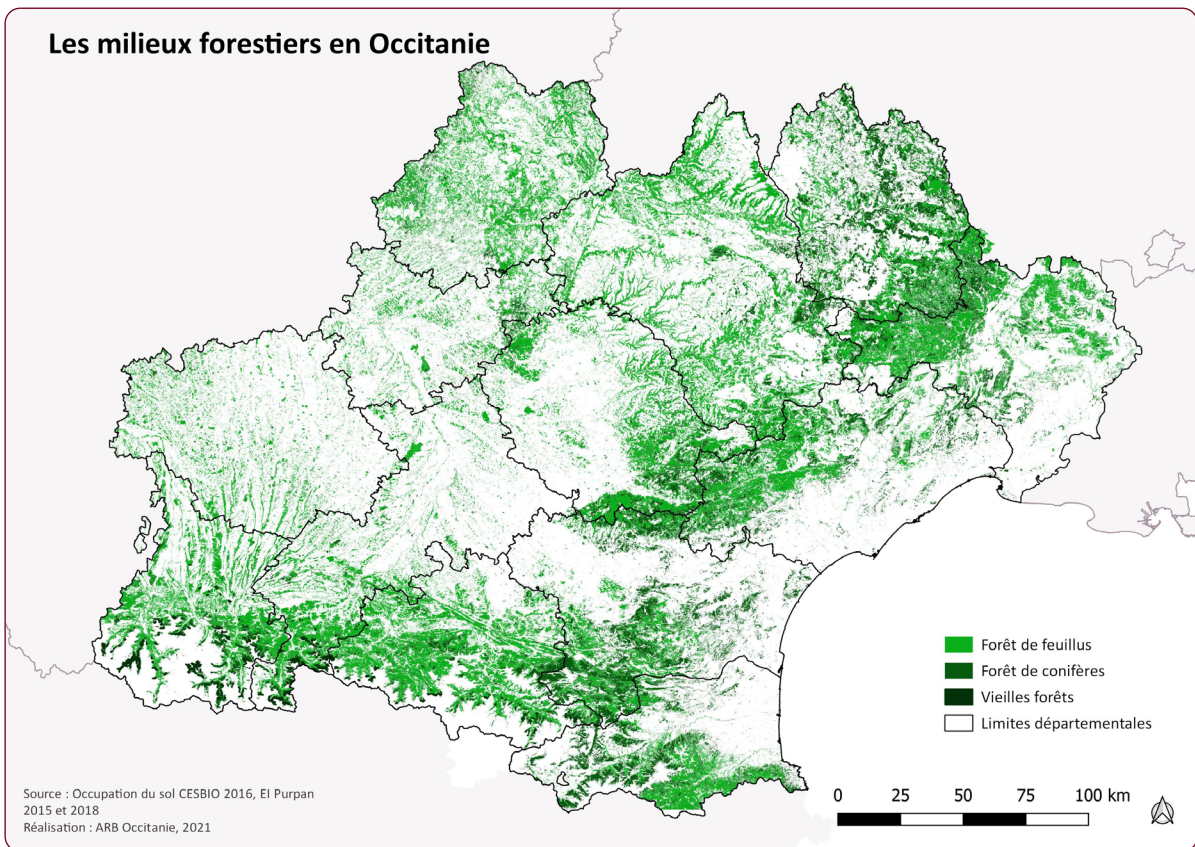 Les milieux forestiers en Occitanie
Forêt de feuillus
Forêt de conifères
Vieilles forêts
Limites départementales
Source : Occupation du sol CESBIO 2016, EI Purpan
2015 et 2018
Réalisation : ARB Occitanie, 2021
0 25 50 75 100 km